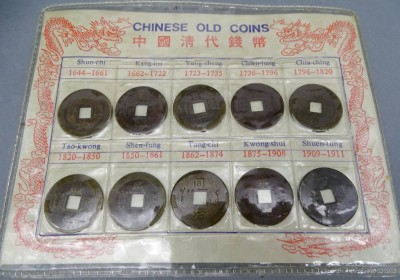 CHINESE OLD COINS
中國清代錢幣
Shun-chi Kang-hsi Yung-cheng Chien-lung Chia-ching
1644-1661 1662-1722 1723-1735 1736-1796 1796-1820
Tao-kwong Shen-fung Tung-chi Kwong-shui Shuen-tung
1820-1850 1850-1861 1862-1874 1875-1908 1909-1911